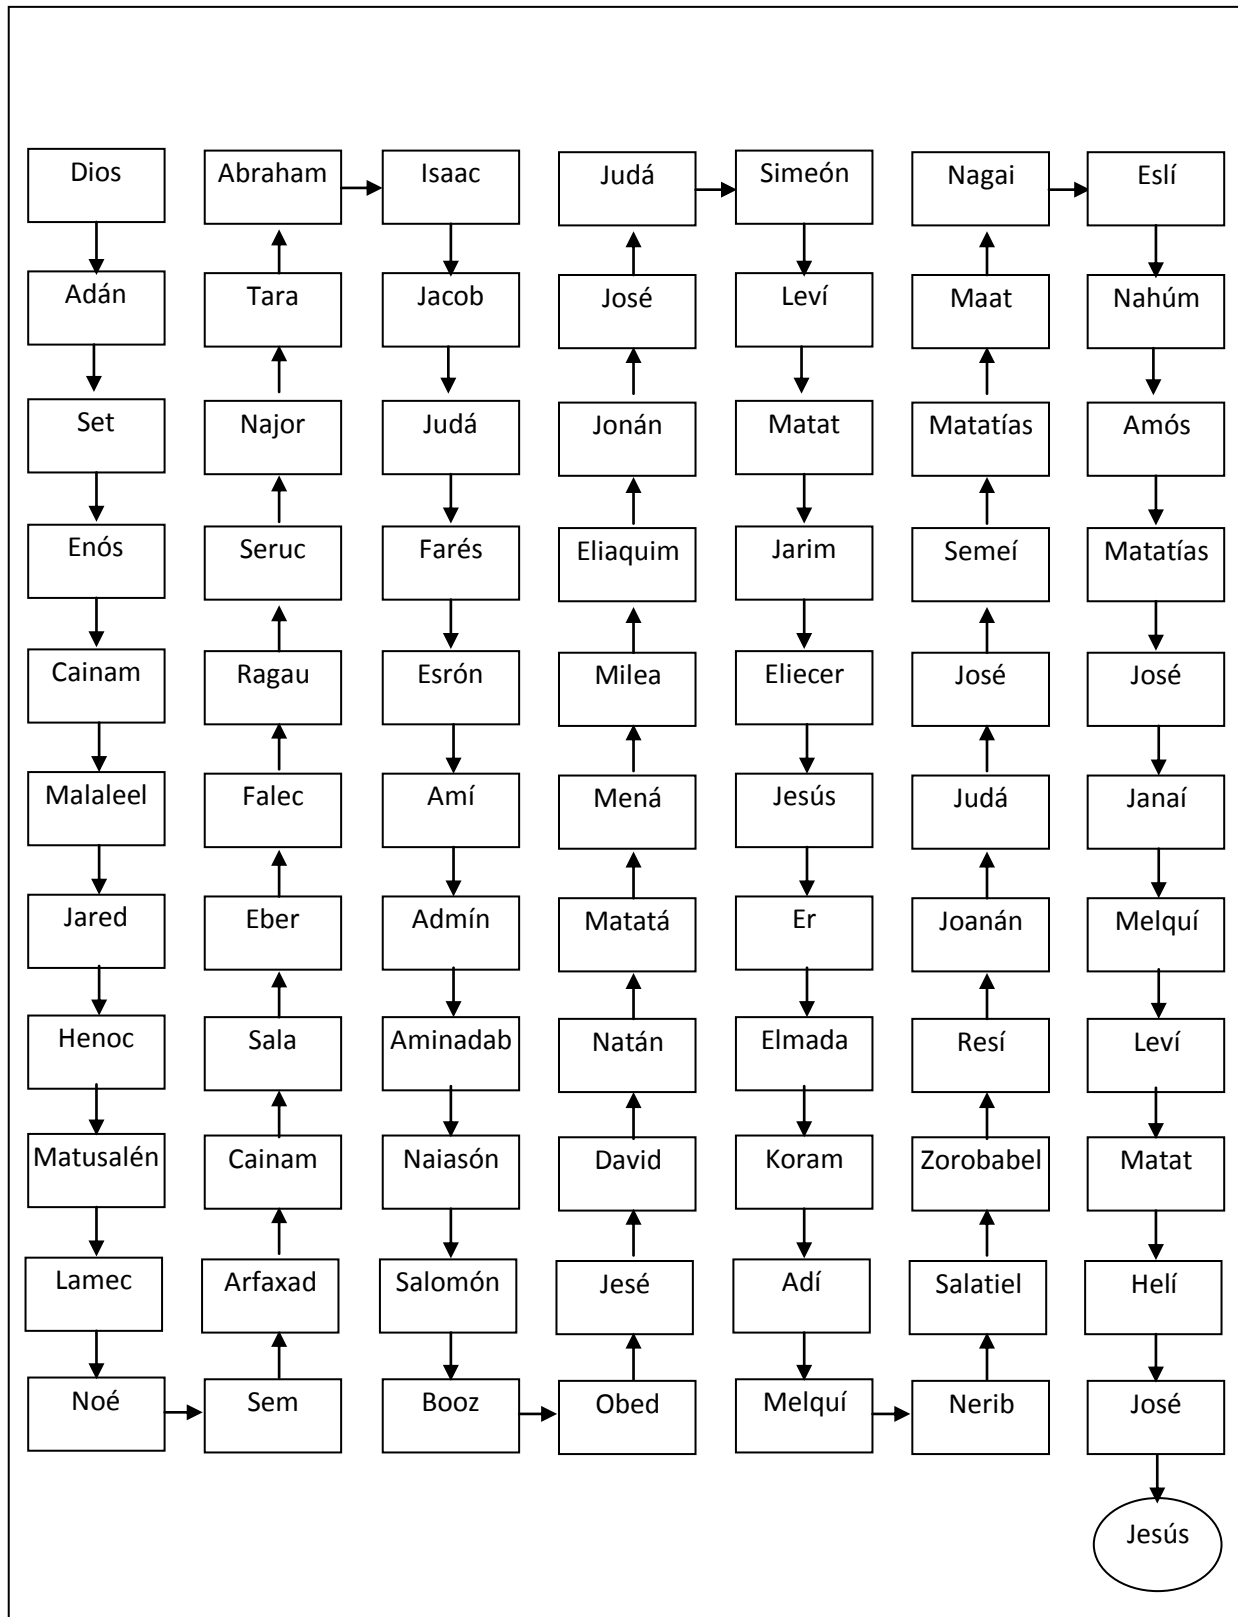 Dios
Adán
Set
Enós
Cainam
Malaleel
Jared
Henoc
Matusalén
Lamec
Noé
Sem
Arfaxad
Cainam
Sala
Eber
Falec
Ragau
Seruc
Najor
Tara
Abraham
Isaac
Jacob
Judá
Farés
Esrón
Amí
Admín
Aminadab
Naiasón
Salomón
Booz
Obed
Jesé
David
Natán
Matatá
Mená
Milea
Eliaquim
Jonán
José
Judá
Simeón
Leví
Matat
Jarim
Eliecer
Jesús
Er
Elmada
Koram
Adí
Melquí
Nerib
Salatiel
Zorobabel
Resí
Joanán
Judá
José
Semeí
Matatías
Maat
Nagai
Eslí
Nahúm
Amós
Matatías
José
Janaí
Melquí
Leví
Matat
Helí
José
Jesús